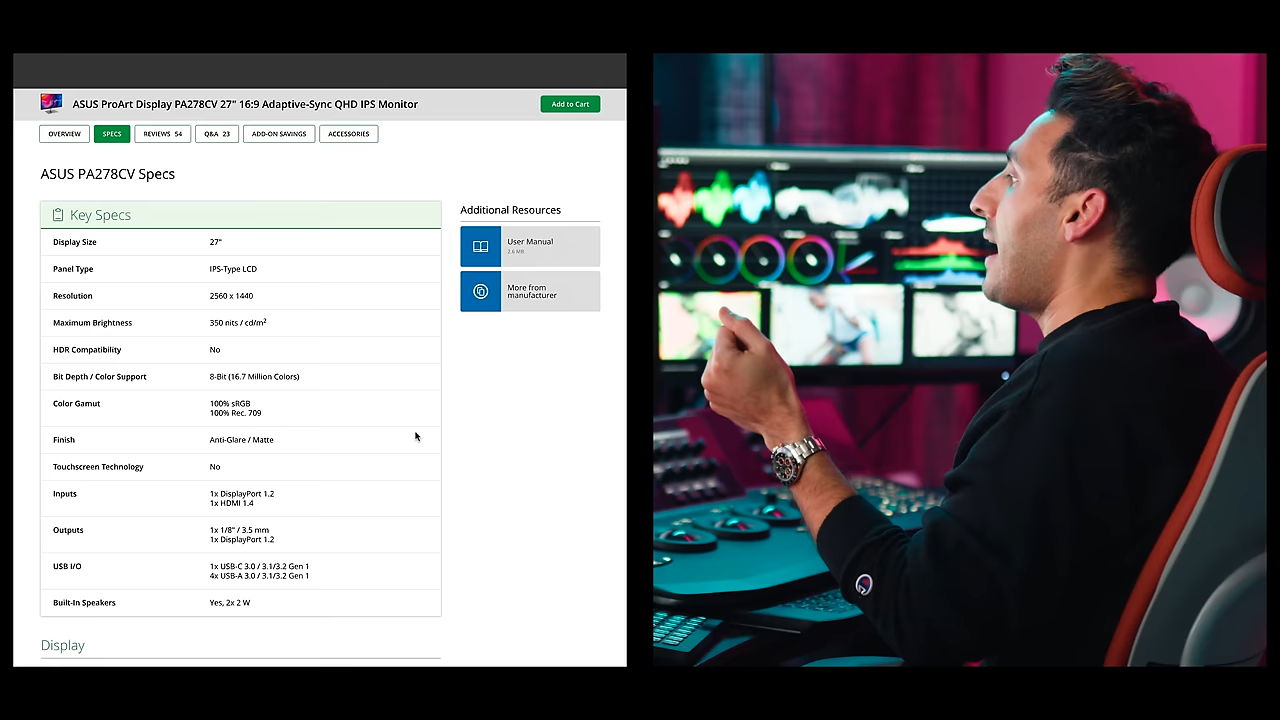 ASUS ProArt Display PA278CV 27" 16:9 Adaptive-Sync QHD IPS Monitor
Add to Cart
OVERVIEW
SPECS
REVIEWS 54
Q&A 23
ADD-ON SAVINGS
ACCESSORIES
ASUS PA278CV Specs
Key Specs
Display Size 27"
Panel Type IPS-Type LCD
Resolution 2560 x 1440
Maximum Brightness 350 nits / cd/m²
HDR Compatibility No
Bit Depth / Color Support 8-Bit (16.7 Million Colors)
Color Gamut 100% sRGB
100% Rec. 709
Finish Anti-Glare / Matte
Touchscreen Technology No
Inputs 1x DisplayPort 1.2
1x HDMI 1.4
Outputs 1x 1/8" / 3.5 mm
1x DisplayPort 1.2
USB I/O 1x USB-C 3.0 / 3.1/3.2 Gen 1
4x USB-A 3.0 / 3.1/3.2 Gen 1
Built-In Speakers Yes, 2x 2 W
Display
Additional Resources
User Manual
2.6 MB
More from
manufacturer